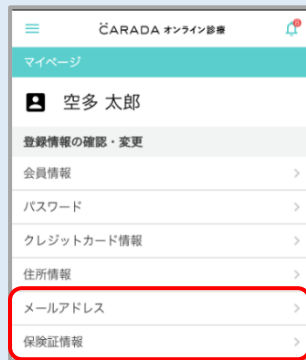 CARADA オンライン診療
マイページ
空多 太郎
登録情報の確認・変更
会員情報
パスワード
クレジットカード情報
住所情報
メールアドレス
保険証情報